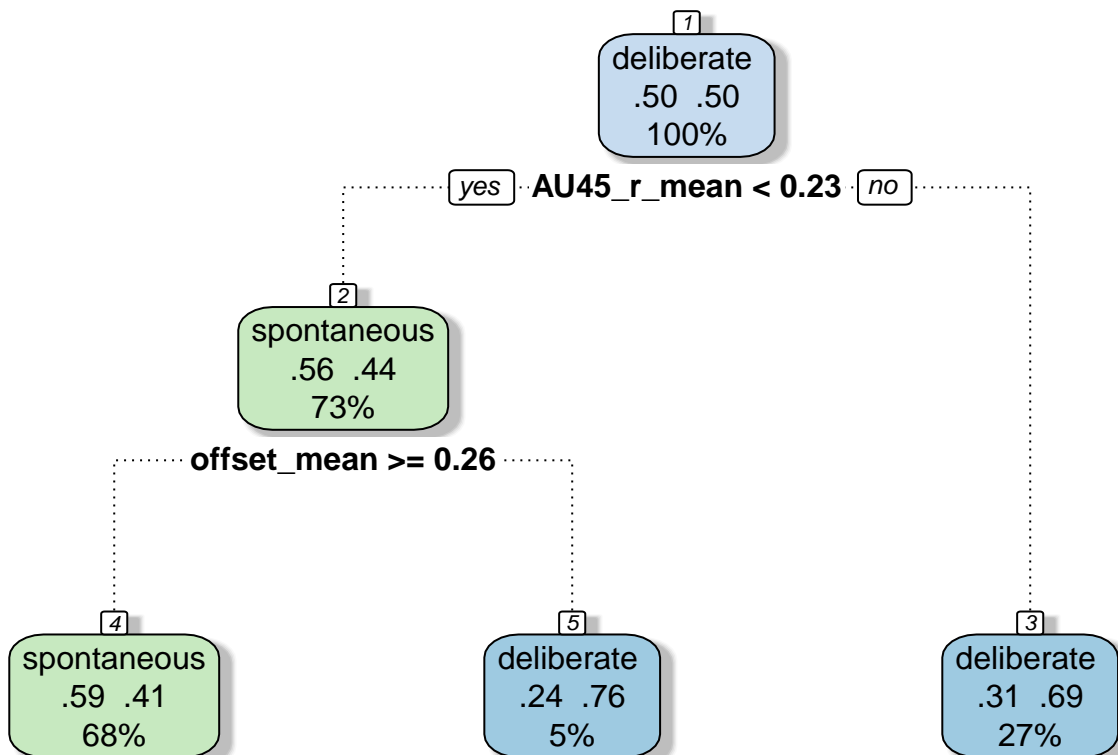 1
deliberate
.50 .50
100%
yes AU45_r_mean < 0.23 no
2
spontaneous
.56 .44
73%
offset_mean >= 0.26
4
spontaneous
.59 .41
68%
5
deliberate
.24 .76
5%
3
deliberate
.31 .69
27%